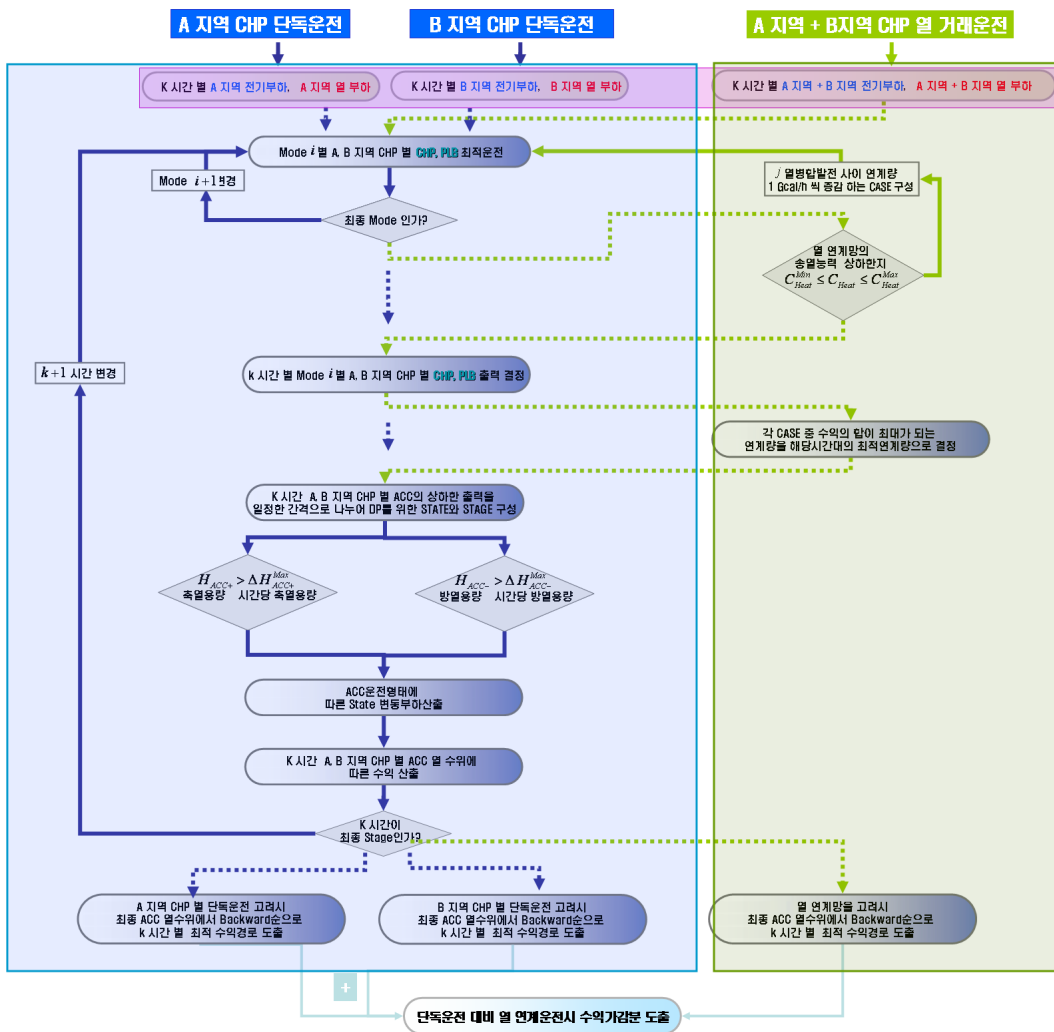 A 지역 CHP 단독운전
B 지역 CHP 단독운전
A 지역 + B지역 CHP 열 거래운전
K 시간 별 A 지역 전기부하, A 지역 열 부하
K 시간 별 B 지역 전기부하, B 지역 열 부하
K 시간 별 A 지역 + B 지역 전기부하, A 지역 + B 지역 열 부하
Mode i 별 A, B 지역 CHP 별 CHP, PLB 최적운전
Mode i+1변경
최종 Mode 인가?
j 열병합발전 사이 연계량
1 Gcal/h 씩 증감 하는 CASE 구성
열 연계망의
송열능력 상하한지
C_Heat^Min ≤ C_Heat ≤ C_Heat^Max
k+1 시간 변경
k 시간 별 Mode i 별 A, B 지역 CHP 별 CHP, PLB 출력 결정
각 CASE 중 수익의 합이 최대가 되는
연계량을 해당시간대의 최적연계량으로 결정
K 시간 A, B 지역 CHP 별 ACC의 상하한 출력을
일정한 간격으로 나누어 DP를 위한 STATE와 STAGE 구성
H_ACC+ > ΔH_ACC+^Max
축열용량 시간당 축열용량
H_ACC- > ΔH_ACC-^Max
방열용량 시간당 방열용량
ACC운전형태에
따른 State 변동부하산출
K 시간 A, B 지역 CHP 별 ACC 열 수위에
따른 수익 산출
K 시간이
최종 Stage인가?
A 지역 CHP 별 단독운전 고려시
최종 ACC 열수위에서 Backward순으로
k 시간 별 최적 수익경로 도출
B 지역 CHP 별 단독운전 고려시
최종 ACC 열수위에서 Backward순으로
k 시간 별 최적 수익경로 도출
열 연계망을 고려시
최종 ACC 열수위에서 Backward순으로
k 시간 별 최적 수익경로 도출
+
단독운전 대비 열 연계운전시 수익가감분 도출